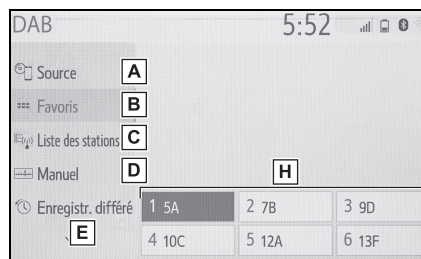 DAB 5:52
Source A
Favoris B
Liste des stations C
Manuel D
H
Enregistr. différé 1 5A 2 7B 3 9D
E 4 10C 5 12A 6 13F